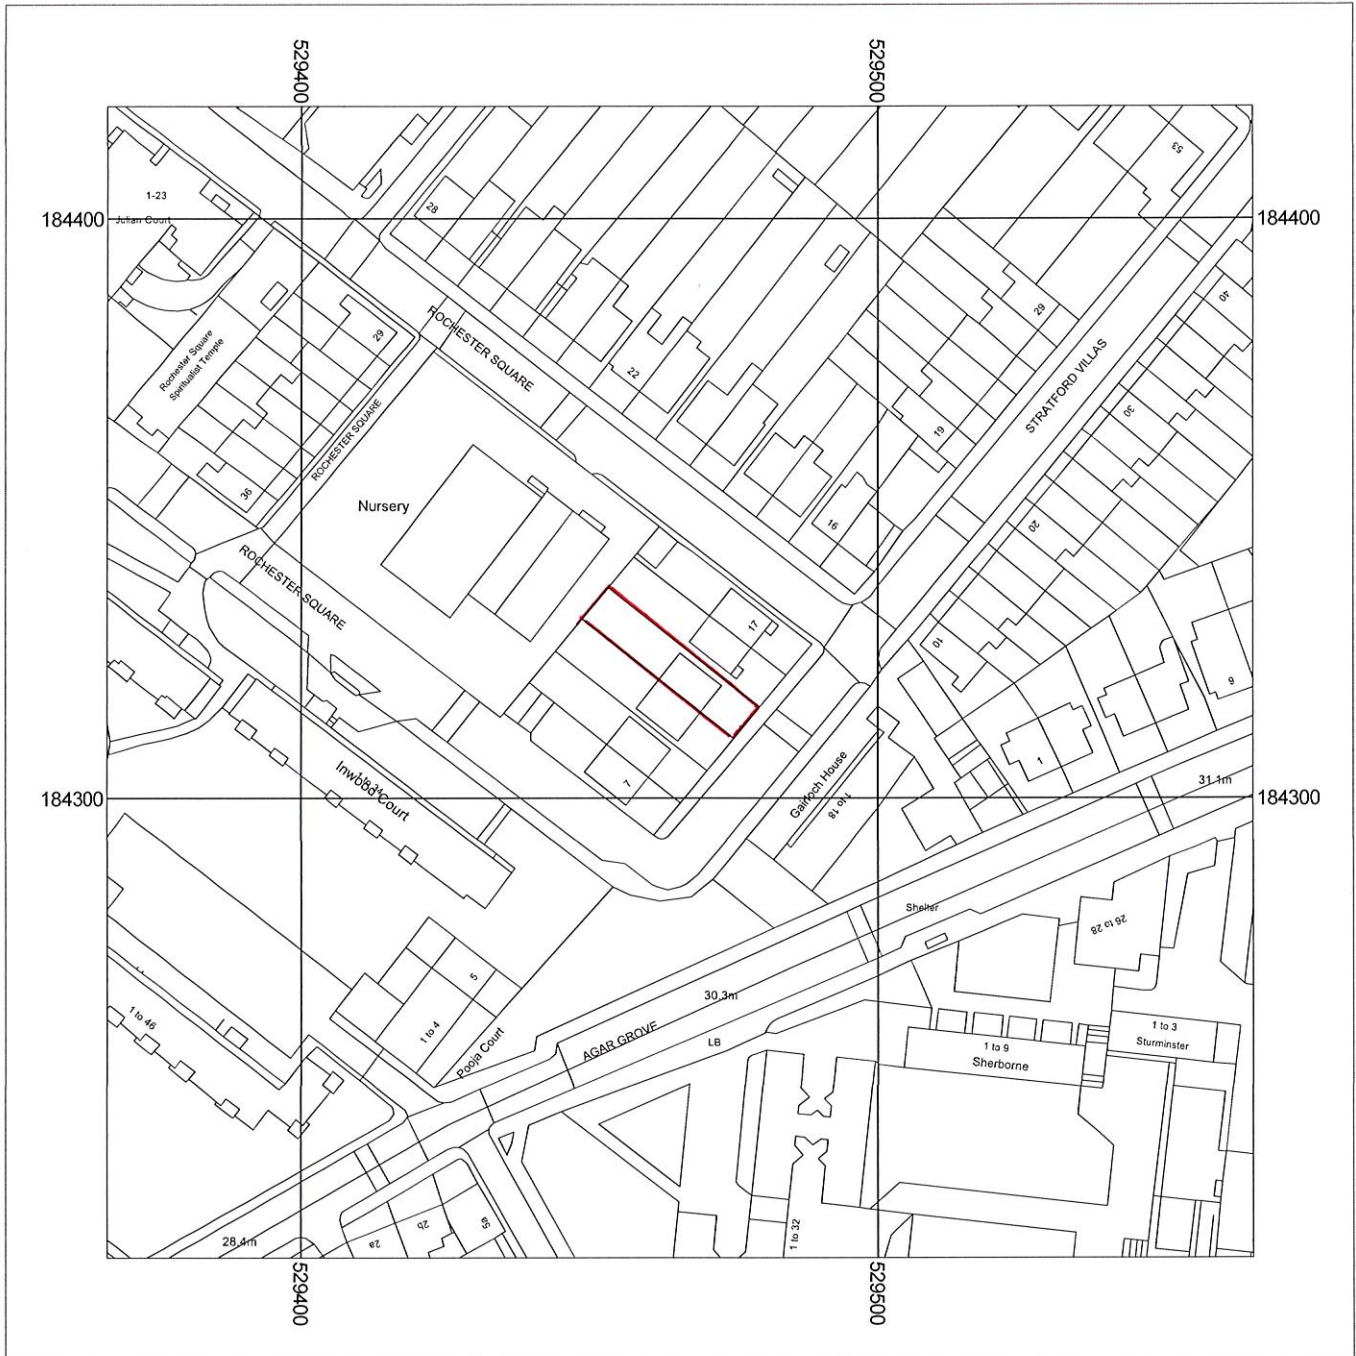 529400
529500
53
1-23
Julian Court
28
184400
184400
40
29
29
ROCHESTER SQUARE
Rochester Square
Spiritualist Temple
22
STRATFORD VILLAS
30
19
ROCHESTER SQUARE
36
Nursery
16
20
ROCHESTER SQUARE
17
10
9
1
31.1m
Inwood Court
7
Gairloch House
1 to 18
184300
184300
Shelter
26 to 28
5
30.3m
1 to 46
1 to 4
Pooja Court
AGAR GROVE
LB
1 to 3
Sturminster
1 to 9
Sherborne
28.4m
2a
2b
5a
1 to 32
529400
529500